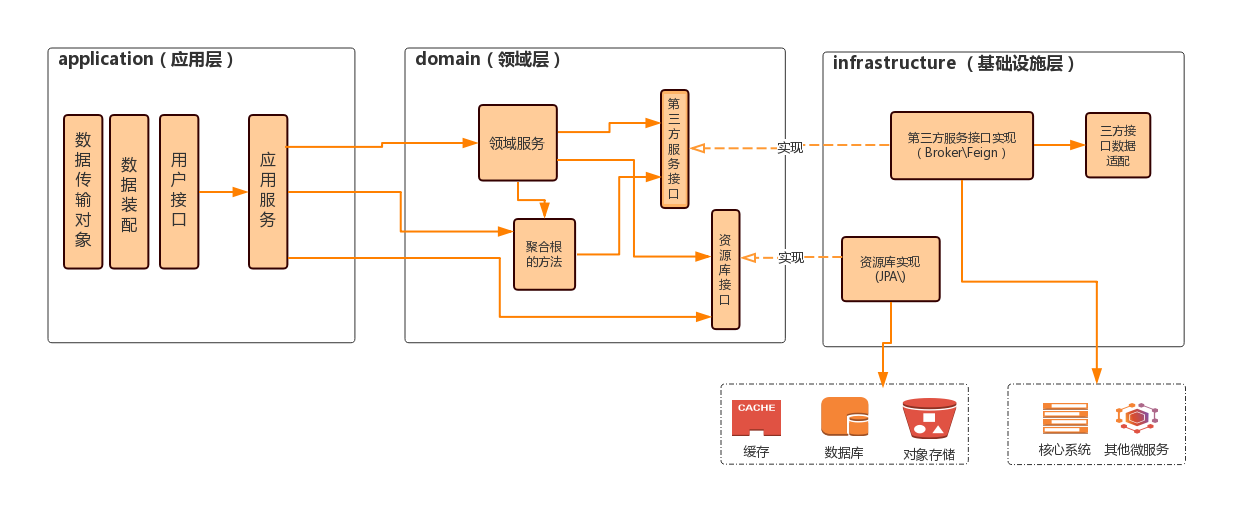 application（应用层）
数据传输对象
数据装配
用户接口
应用服务
domain（领域层）
领域服务
聚合根
的方法
第三方服务接口
资源库接口
实现
实现
infrastructure （基础设施层）
第三方服务接口实现
（Broker\Feign）
三方接
口数据
适配
资源库实现
(JPA\)
CACHE
缓存
数据库
对象存储
核心系统
其他微服务